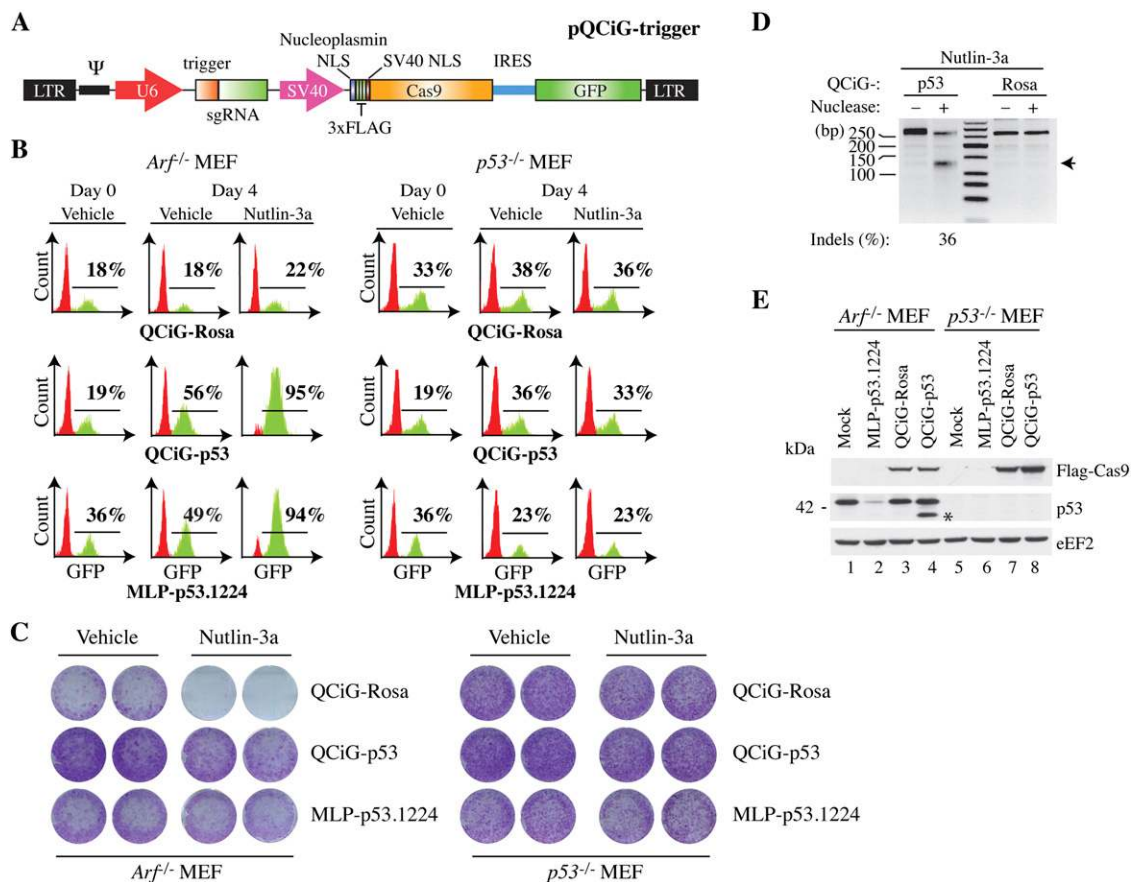 A
pQCiG-trigger
Nucleoplasmin
NLS SV40 NLS IRES
Ψ trigger
LTR U6 SV40 Cas9 GFP LTR
sgRNA
3xFLAG
B
Arf-/- MEF p53-/- MEF
Day 0 Day 4 Day 0 Day 4
Vehicle Vehicle Nutlin-3a Vehicle Vehicle Nutlin-3a
Count 18% 18% 22% Count 33% 38% 36%
QCiG-Rosa QCiG-Rosa
Count 19% 56% 95% Count 19% 36% 33%
QCiG-p53 QCiG-p53
Count 36% 49% 94% Count 36% 23% 23%
GFP GFP GFP GFP GFP GFP
MLP-p53.1224 MLP-p53.1224
C
Vehicle Nutlin-3a Vehicle Nutlin-3a
QCiG-Rosa QCiG-Rosa
QCiG-p53 QCiG-p53
MLP-p53.1224 MLP-p53.1224
Arf-/- MEF p53-/- MEF
D
Nutlin-3a
QCiG-: p53 Rosa
Nuclease: − + − +
(bp) 250
200
150
100
Indels (%): 36
E
Arf-/- MEF p53-/- MEF
Mock MLP-p53.1224 QCiG-Rosa QCiG-p53 Mock MLP-p53.1224 QCiG-Rosa QCiG-p53
kDa
Flag-Cas9
42 - p53
*
eEF2
1 2 3 4 5 6 7 8